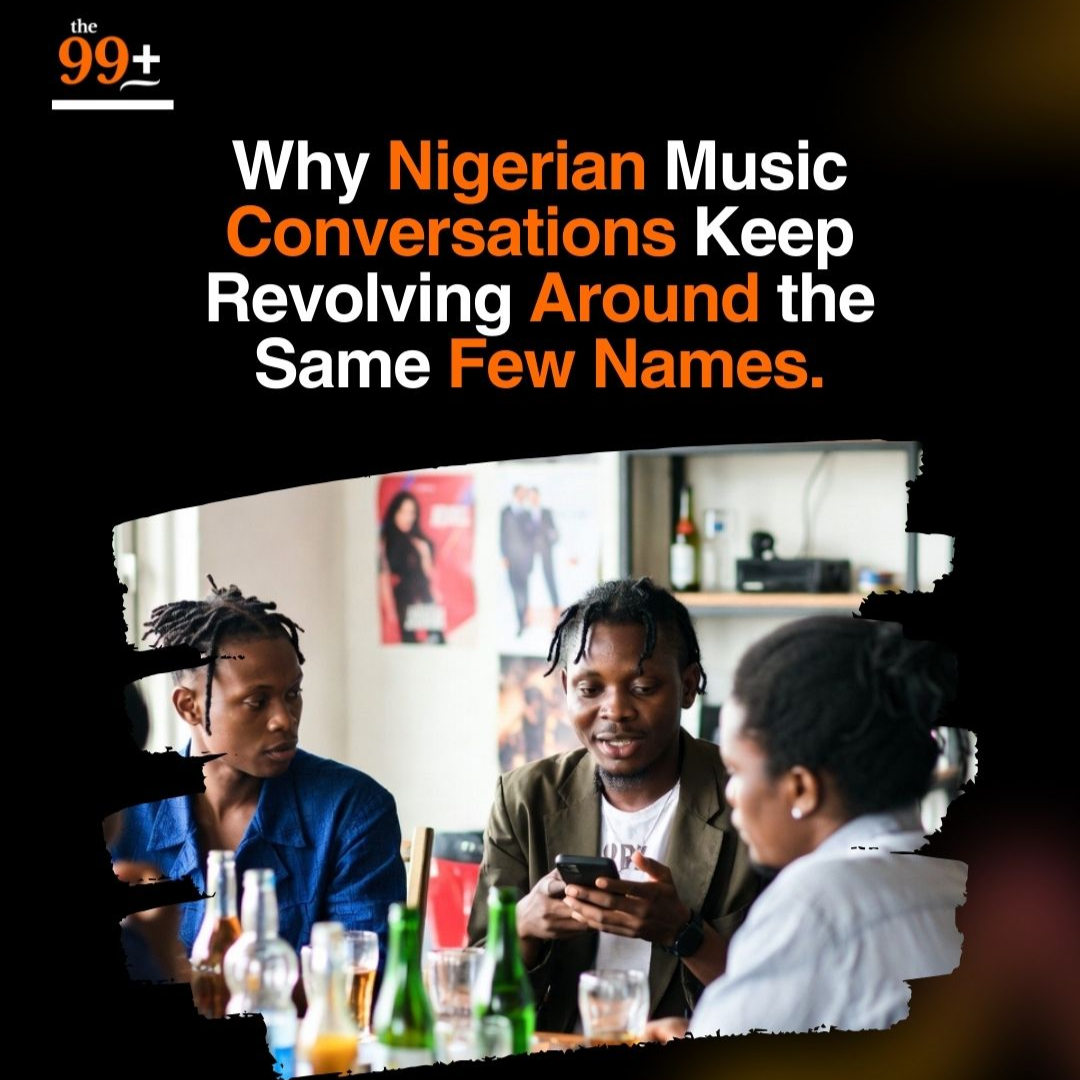 the
99+
Why Nigerian Music
Conversations Keep
Revolving Around the
Same Few Names.